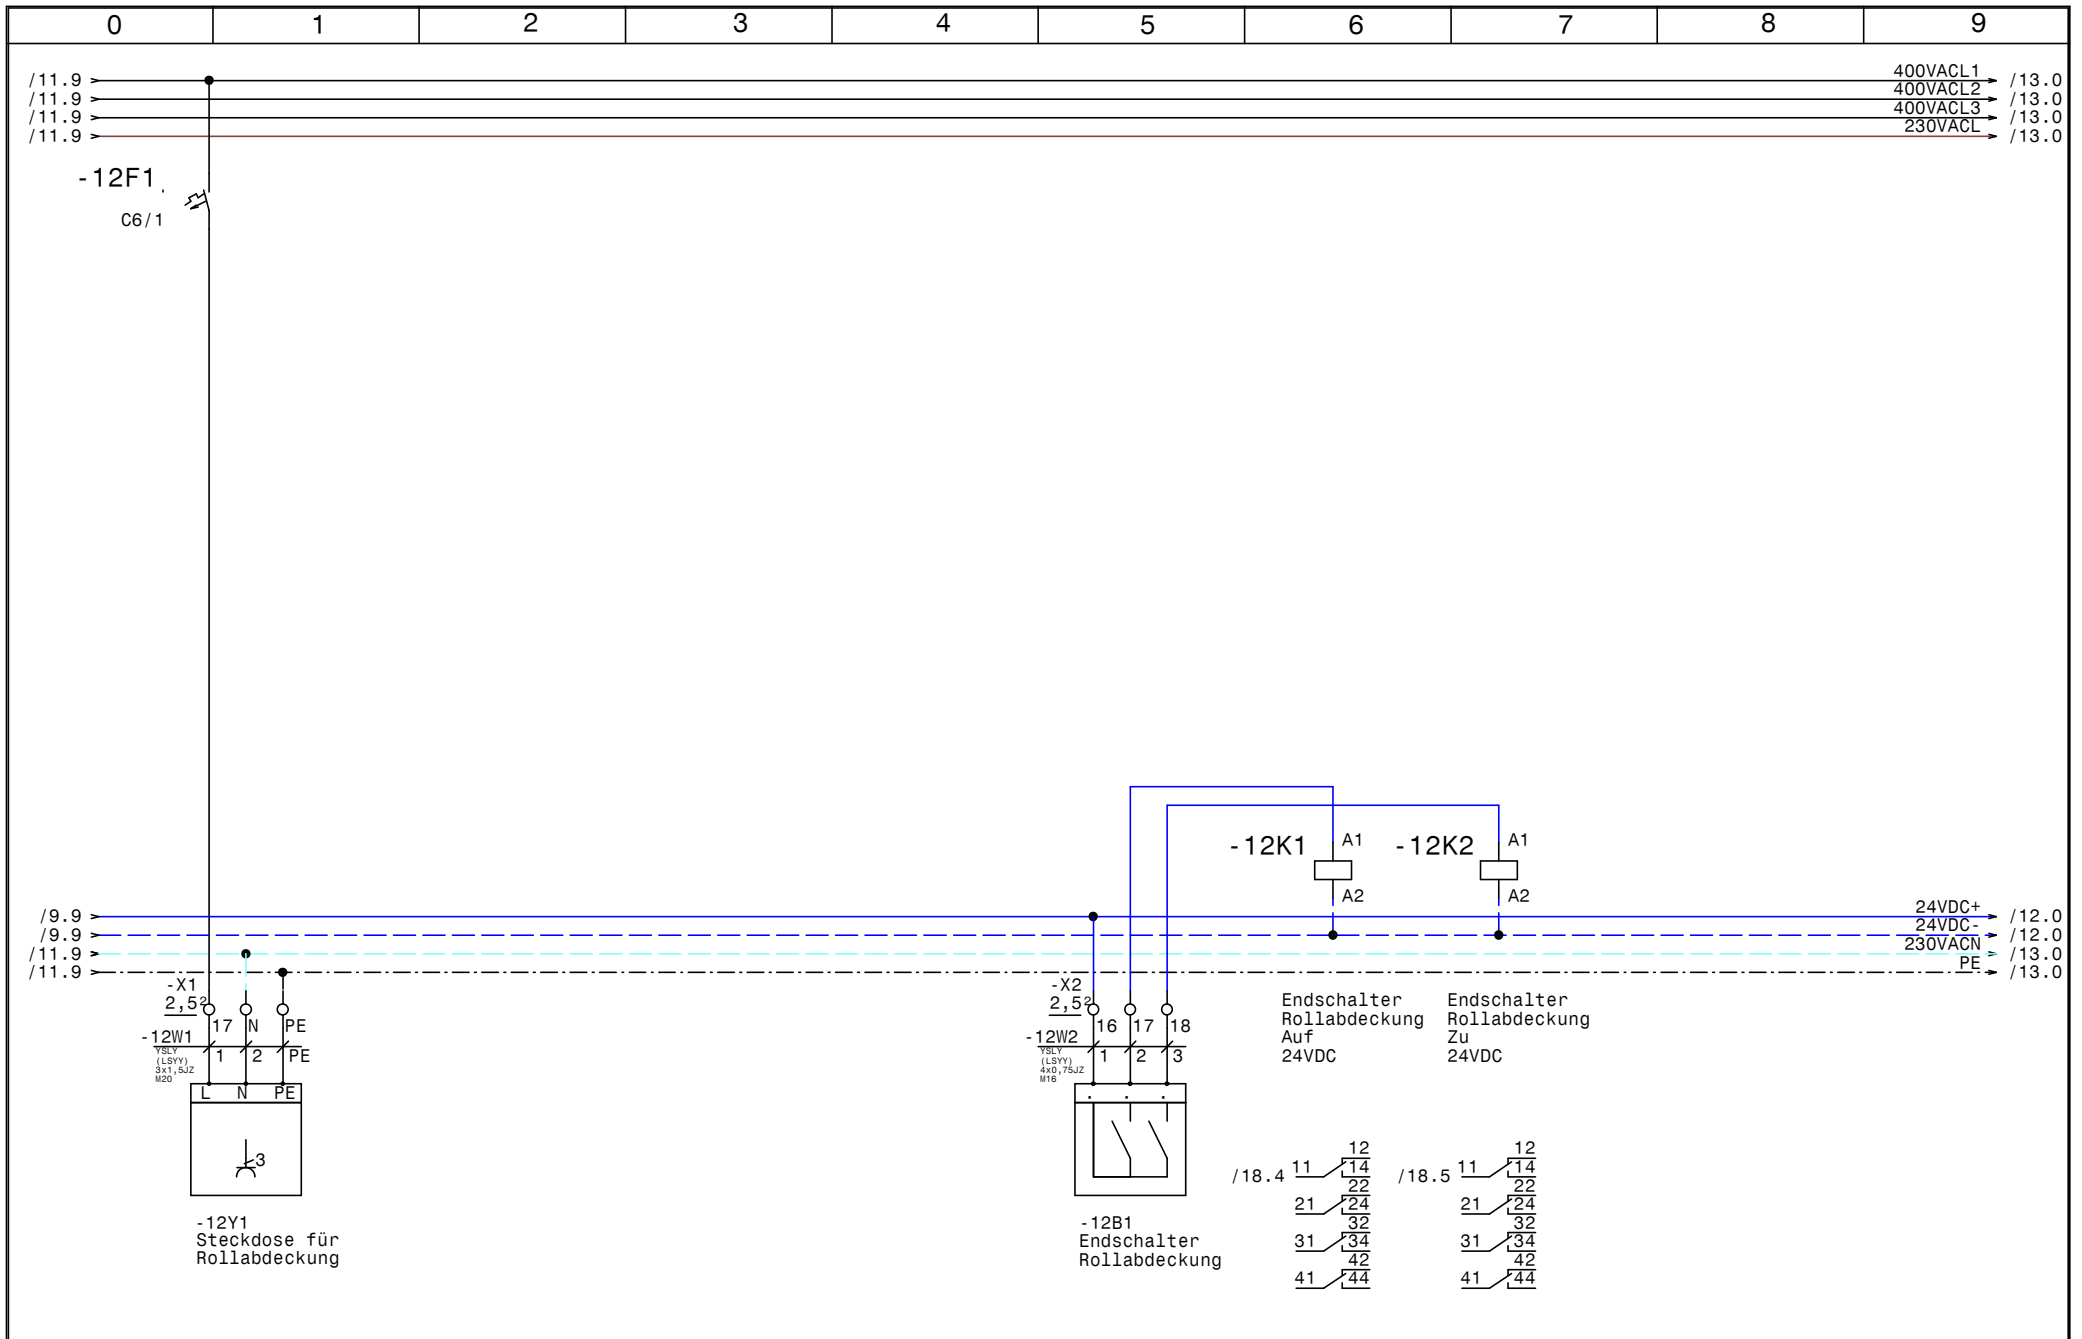 0 1 2 3 4 5 6 7 8 9
/11.9 400VACL1 /13.0
/11.9 400VACL2 /13.0
/11.9 400VACL3 /13.0
/11.9 230VACL /13.0
-12F1
C6/1
-12K1 A1 -12K2 A1
A2 A2
/9.9 24VDC+ /12.0
/9.9 24VDC- /12.0
/11.9 230VACN /13.0
/11.9 PE /13.0
-X1
2,5²
17 N PE
-12W1
YSLY
(LSYY)
3x1,5JZ
M20
1 2 PE
L N PE
3
-12Y1
Steckdose für
Rollabdeckung
-X2
2,5²
16 17 18
-12W2
YSLY
(LSYY)
4x0,75JZ
M16
1 2 3
. . .
-12B1
Endschalter
Rollabdeckung
Endschalter
Rollabdeckung
Auf
24VDC
Endschalter
Rollabdeckung
Zu
24VDC
12
/18.4 11 14
22
21 24
32
31 34
42
41 44
12
/18.5 11 14
22
21 24
32
31 34
42
41 44